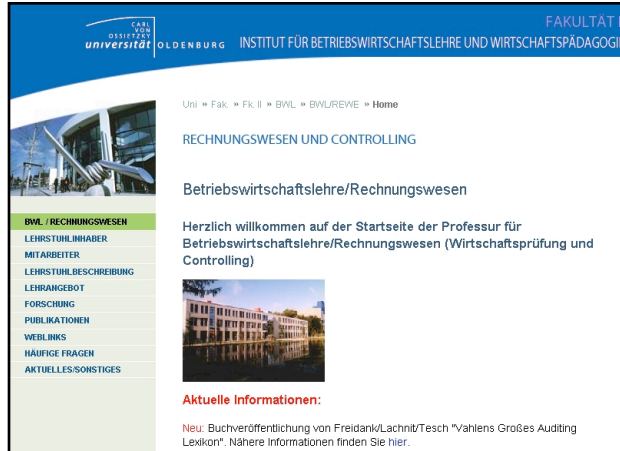 FAKULTÄT
CARL
VON
OSSIETZKY
universität OLDENBURG
INSTITUT FÜR BETRIEBSWIRTSCHAFTSLEHRE UND WIRTSCHAFTSPÄDAGOGI
Uni » Fak. » Fk. II » BWL » BWL/REWE » Home
RECHNUNGSWESEN UND CONTROLLING
Betriebswirtschaftslehre/Rechnungswesen
BWL / RECHNUNGSWESEN
LEHRSTUHLINHABER
MITARBEITER
LEHRSTUHLBESCHREIBUNG
LEHRANGEBOT
FORSCHUNG
PUBLIKATIONEN
WEBLINKS
HÄUFIGE FRAGEN
AKTUELLES/SONSTIGES
Herzlich willkommen auf der Startseite der Professur für
Betriebswirtschaftslehre/Rechnungswesen (Wirtschaftsprüfung und
Controlling)
Aktuelle Informationen:
Neu: Buchveröffentlichung von Freidank/Lachnit/Tesch "Vahlens Großes Auditing
Lexikon". Nähere Informationen finden Sie hier.